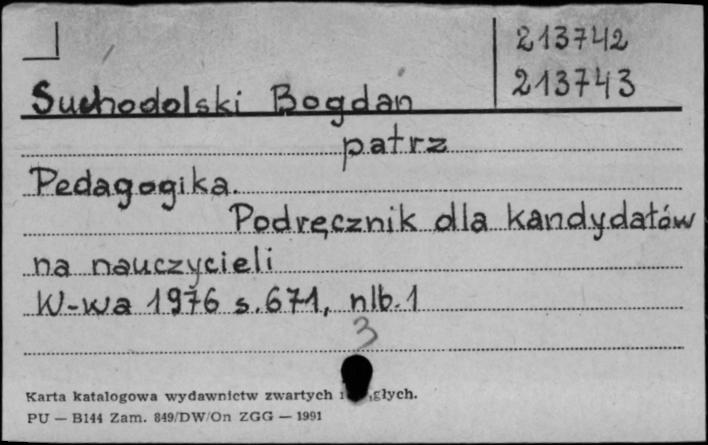 213742
213743
Suchodolski Bogdan
patrz
Pedagogika.
Podręcznik dla kandydatów
na nauczycieli
W-wa 1976 s. 671, nlb. 1
3
Karta katalogowa wydawnictw zwartych i
PU — B144 Zam. 849/DW/On ZGG — 1991